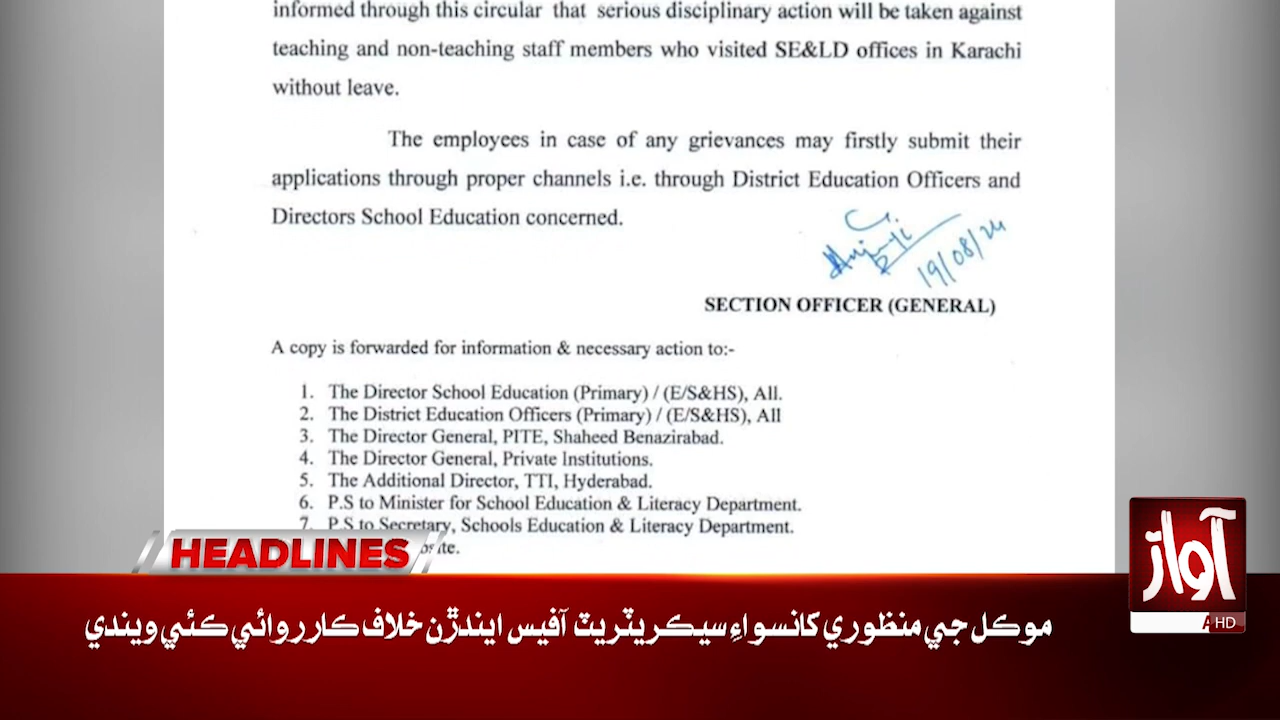 informed through this circular that serious disciplinary action will be taken against
teaching and non-teaching staff members who visited SE&LD offices in Karachi
without leave.
The employees in case of any grievances may firstly submit their
applications through proper channels i.e. through District Education Officers and
Directors School Education concerned.
19/08/24
SECTION OFFICER (GENERAL)
A copy is forwarded for information & necessary action to:-
1. The Director School Education (Primary) / (E/S&HS), All.
2. The District Education Officers (Primary) / (E/S&HS), All
3. The Director General, PITE, Shaheed Benazirabad.
4. The Director General, Private Institutions.
5. The Additional Director, TTI, Hyderabad.
6. P.S to Minister for School Education & Literacy Department.
7. P.S to Secretary, Schools Education & Literacy Department.
HEADLINES
آواز
HD
موڪل جي منظوري کانسواءِ سيڪريٽريٽ آفيس ايندڙن خلاف ڪارروائي ڪئي ويندي